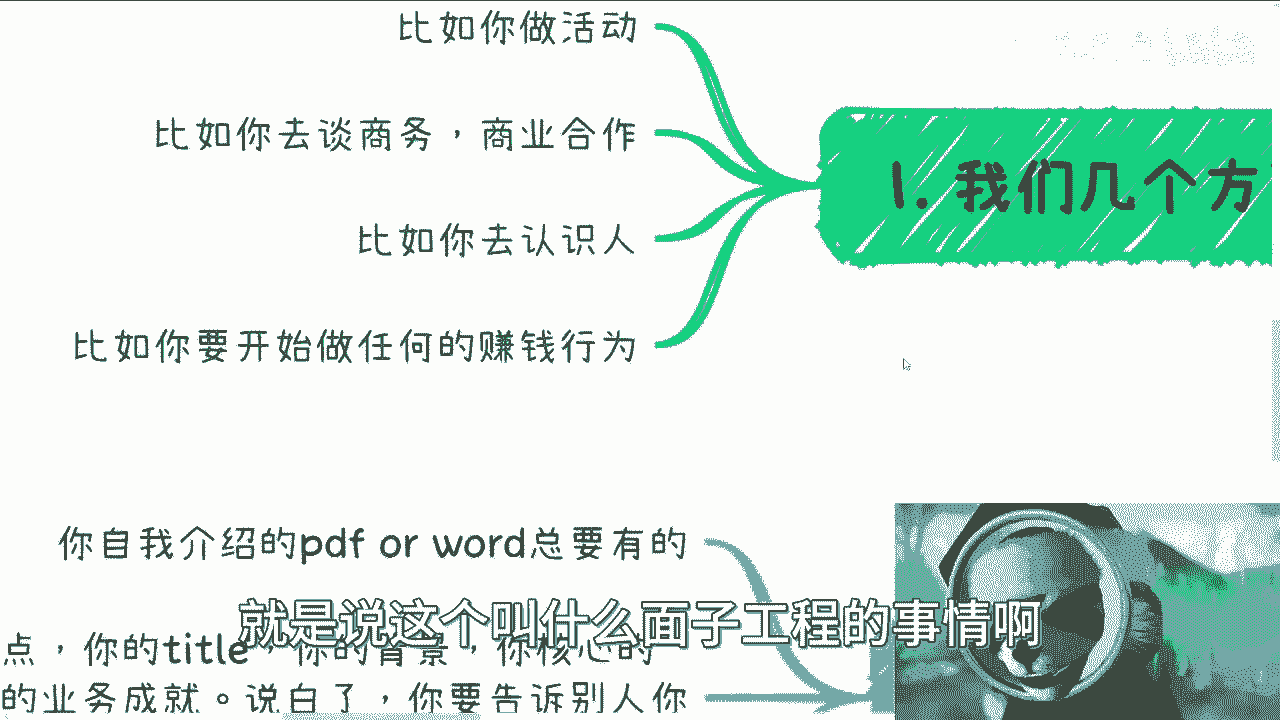 比如你做活动
比如你去谈商务，商业合作
1. 我们几个方
比如你去认识人
比如你要开始做任何的赚钱行为
你自我介绍的pdf or word总要有的
就是说这个叫什么面子工程的事情啊
点，你的title，你的背景，你核心的
的业务成就。说白了，你要告诉别人你